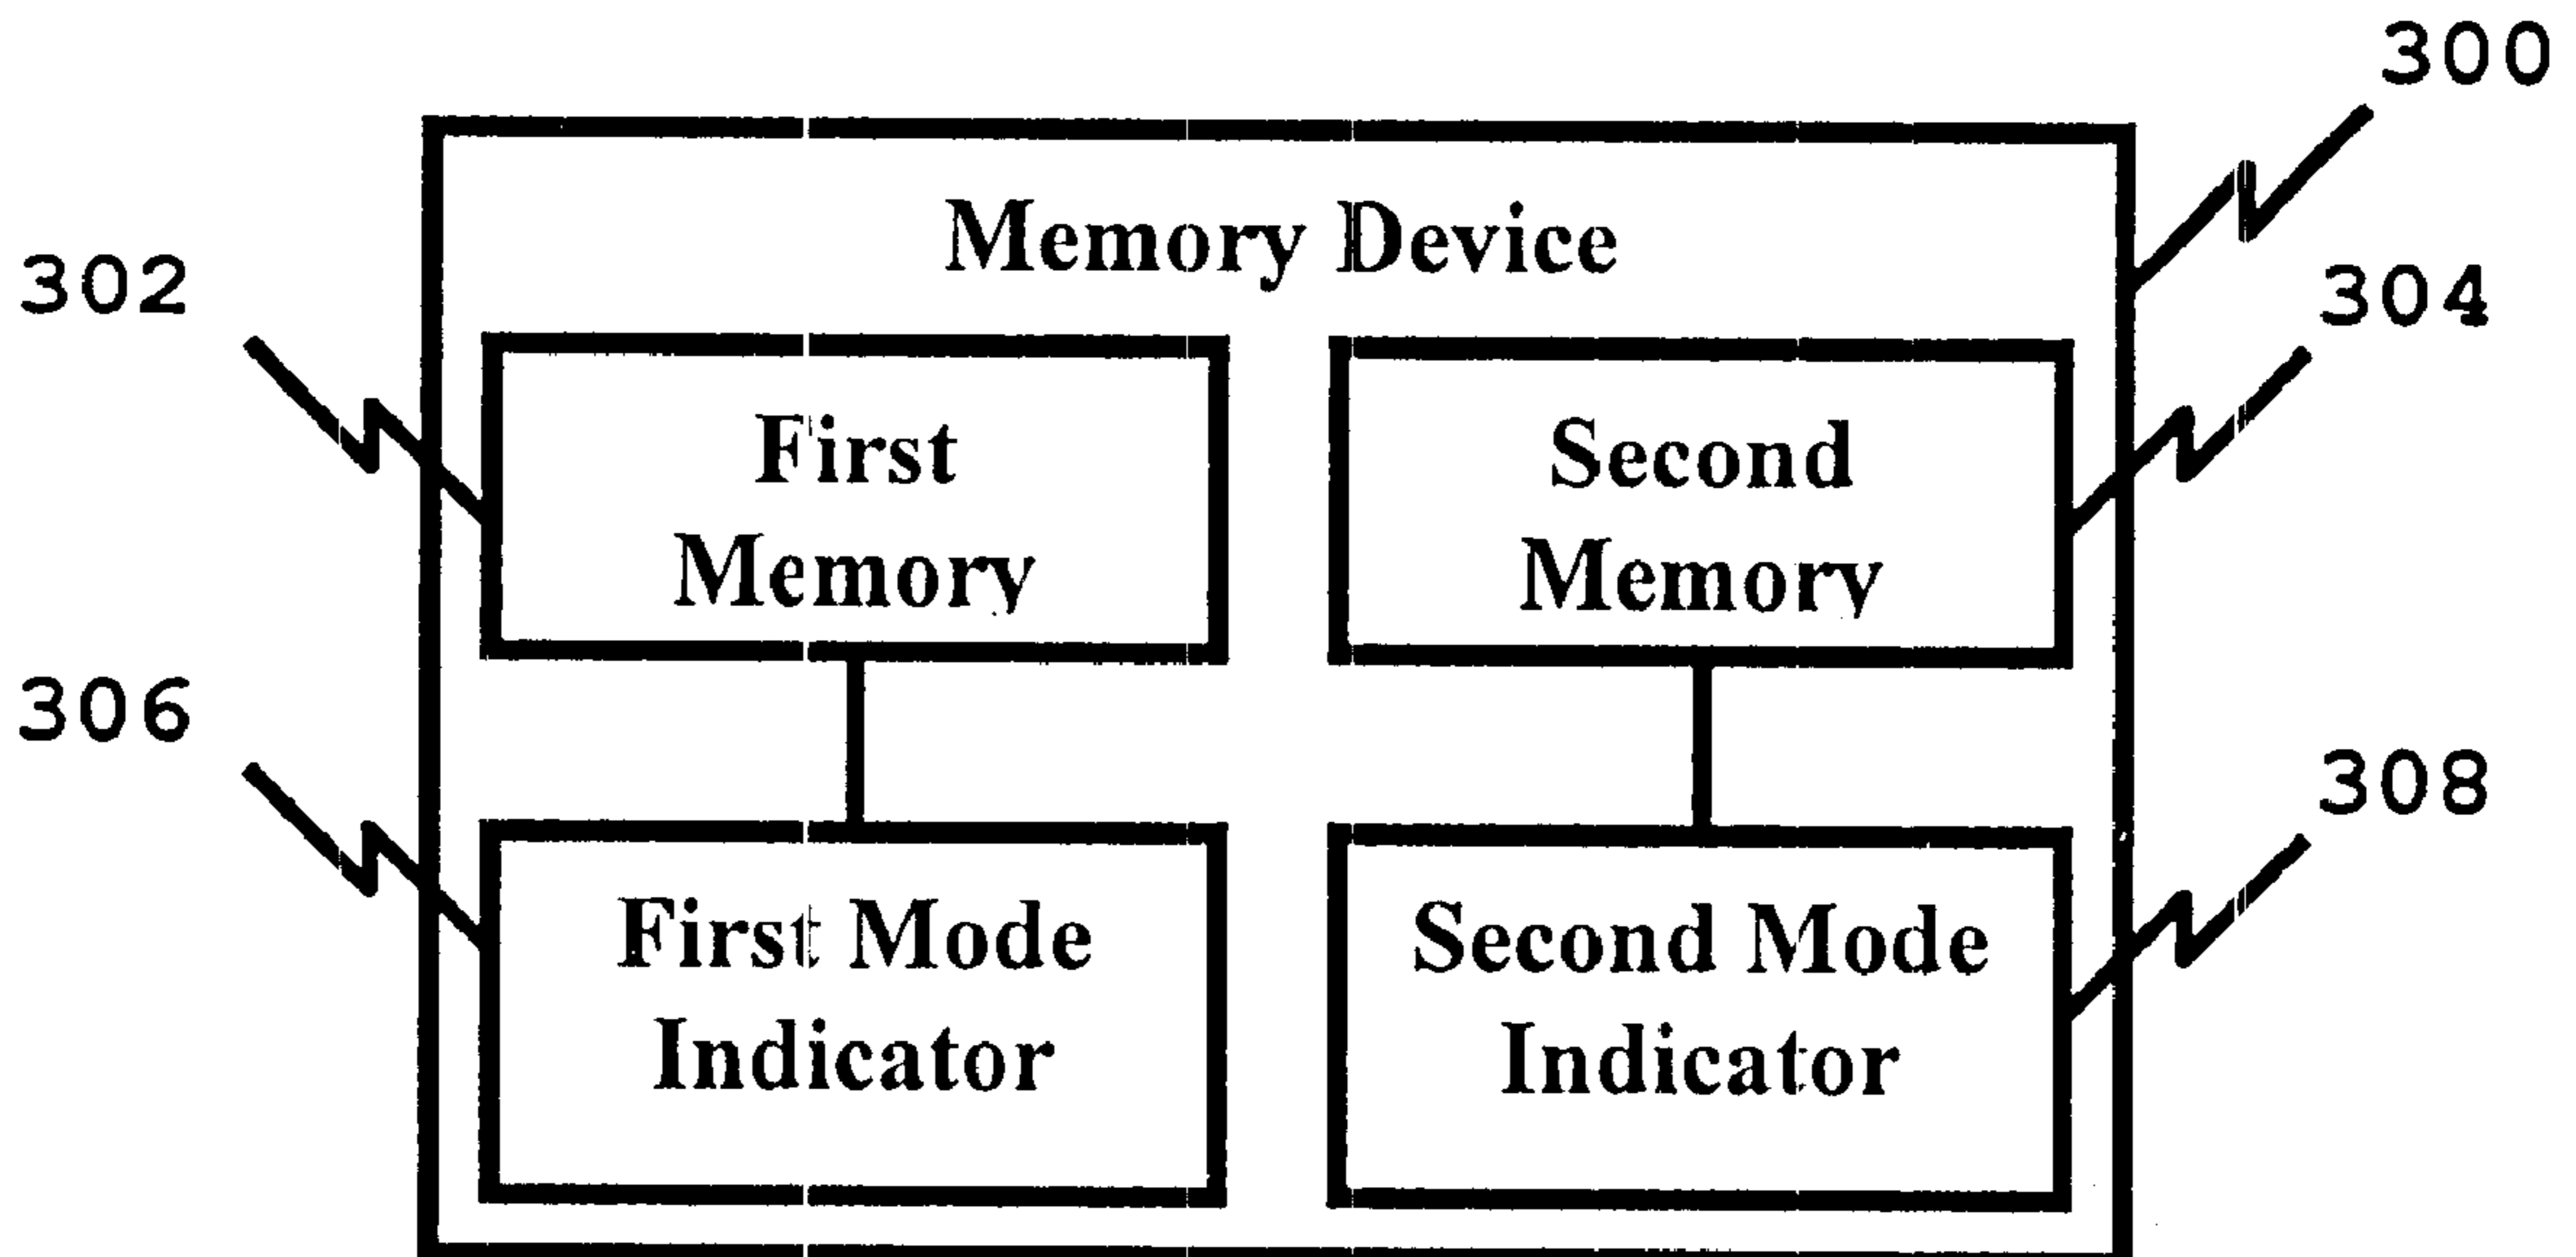 300
Memory Device
302
304
First
Memory
Second
Memory
306
308
First Mode
Indicator
Second Mode
Indicator